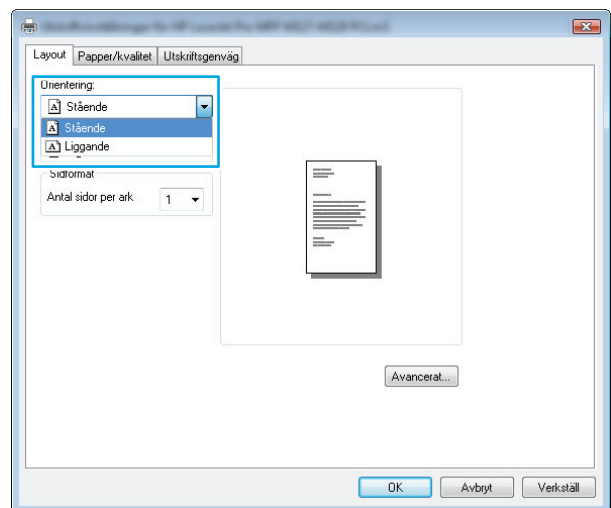 Layout Papper/kvalitet Utskriftsgenväg
Orientering:
A Stående
A Stående
A Liggande
Sidformat
Antal sidor per ark 1
Avancerat...
OK Avbryt Verkställ